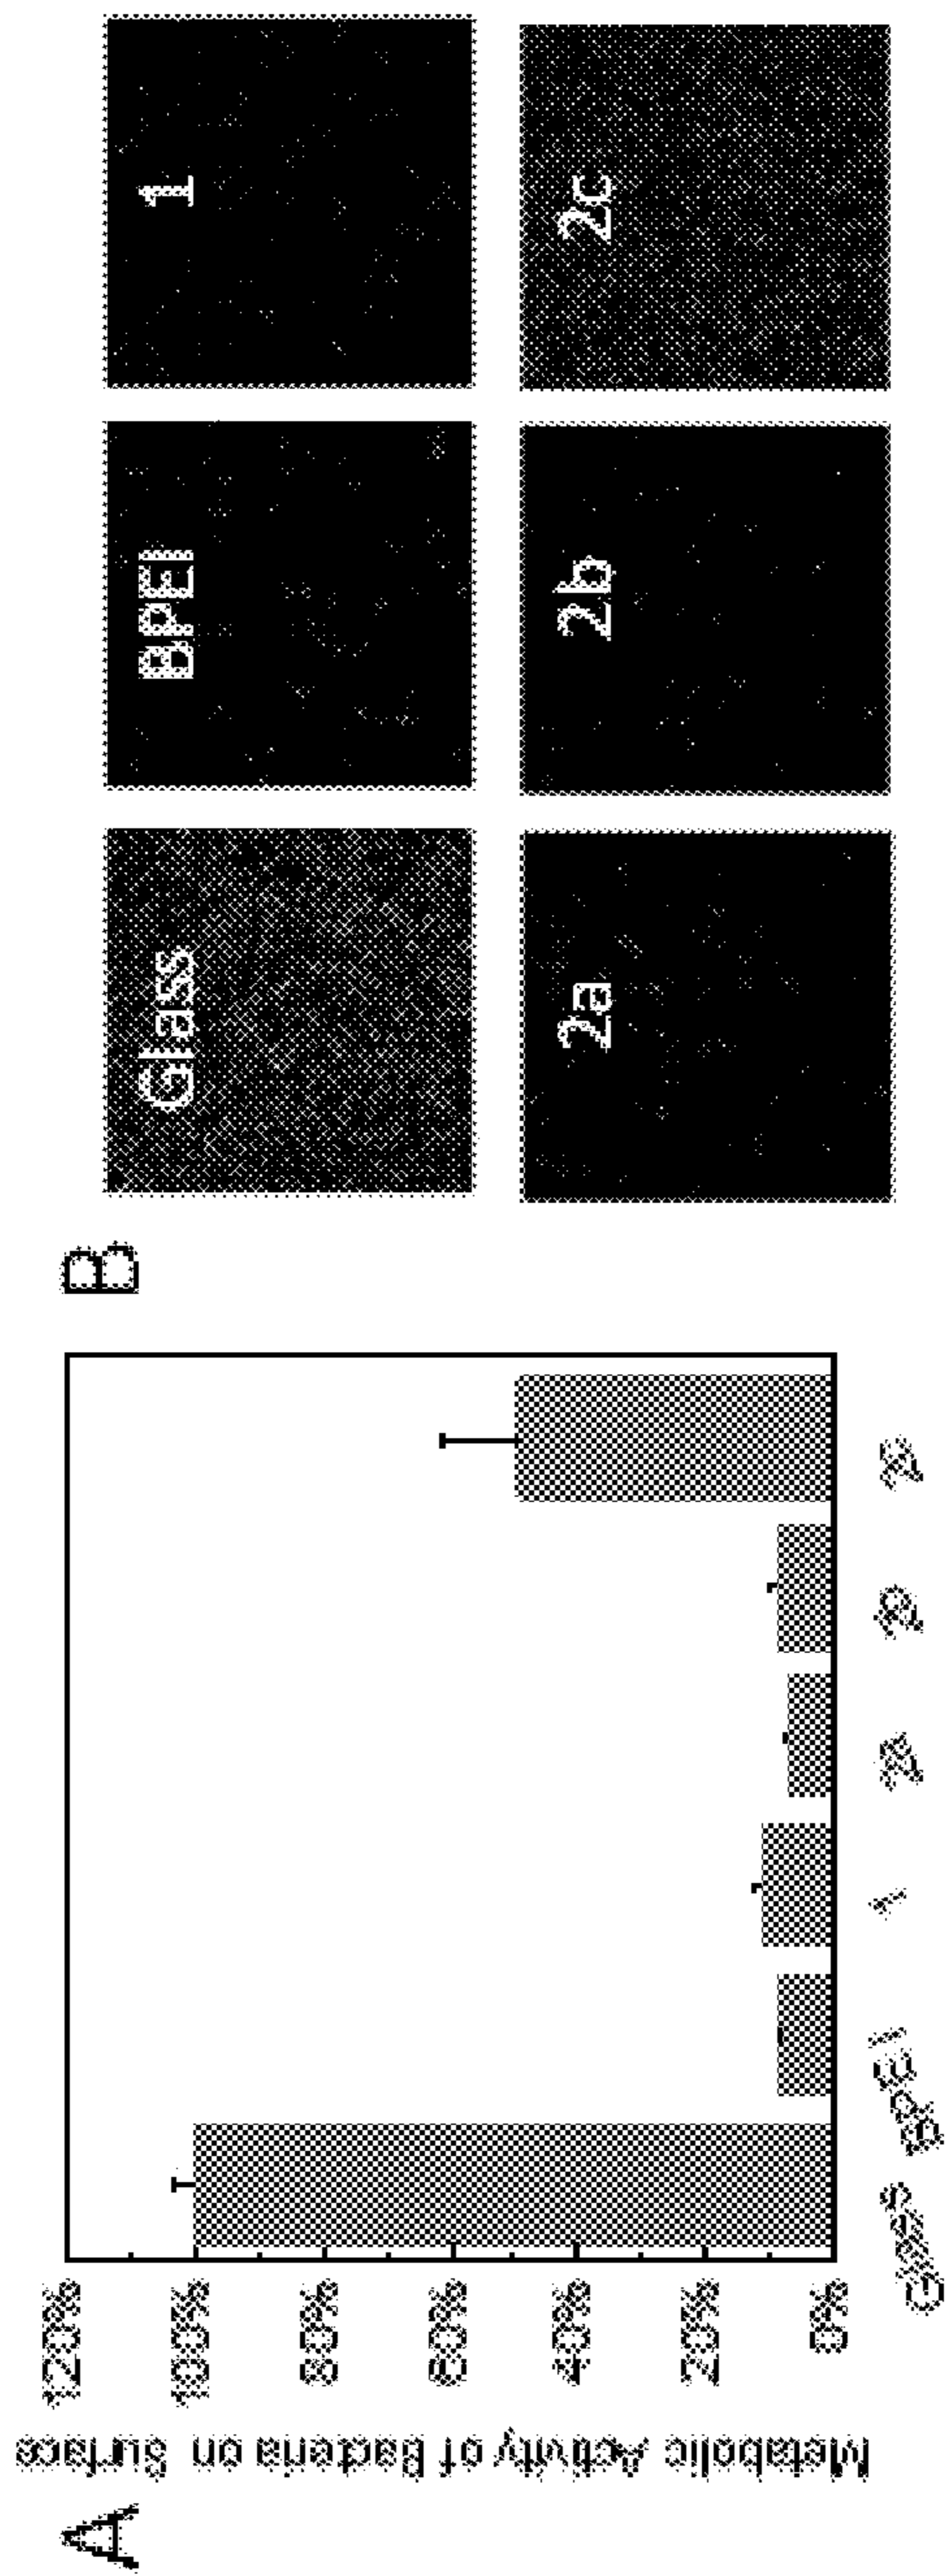 A
Metabolic Activity of Bacteria on Surface
120%
100%
80%
60%
40%
20%
0%
Glass BPEI 1
B
Glass BPEI 1
2a 2b 2c